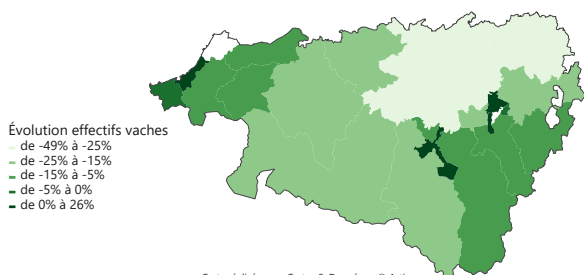 Évolution effectifs vaches
de -49% à -25%
de -25% à -15%
de -15% à -5%
de -5% à 0%
de 0% à 26%